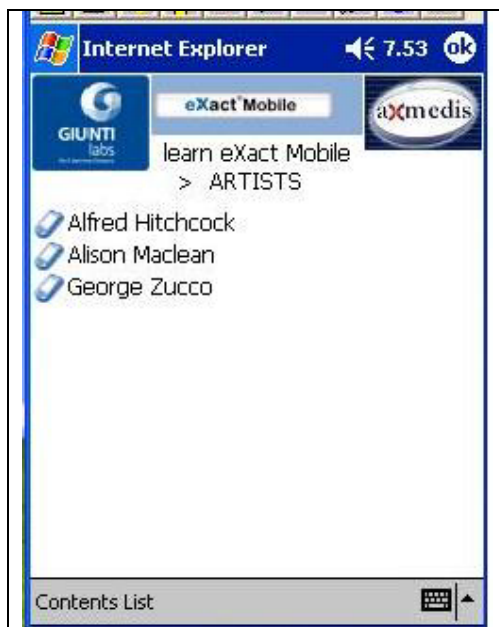 Internet Explorer 7.53 ok
GIUNTI
labs
eXact Mobile
axmedis
learn eXact Mobile
> ARTISTS
Alfred Hitchcock
Alison Maclean
George Zucco
Contents List